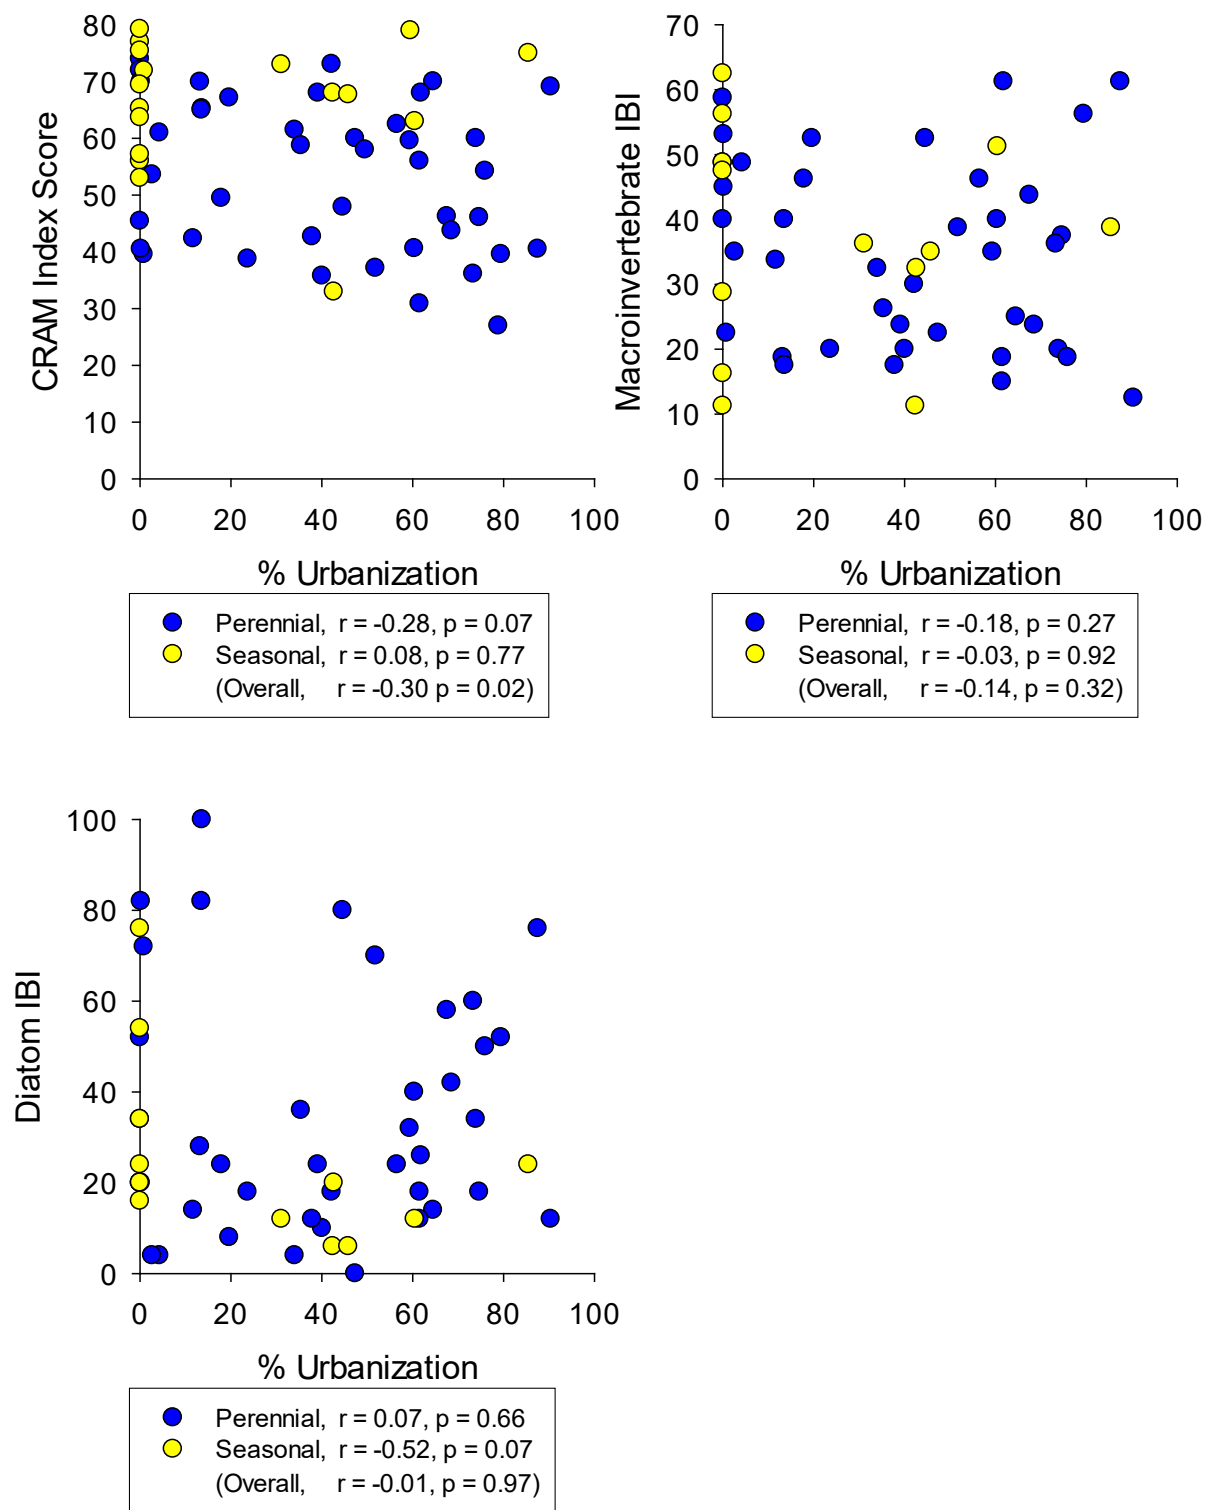 80
70
60
50
40
30
20
10
0
CRAM Index Score
0 20 40 60 80 100
% Urbanization
Perennial, r = -0.28, p = 0.07
Seasonal, r = 0.08, p = 0.77
(Overall, r = -0.30 p = 0.02)
70
60
50
40
30
20
10
0
Macroinvertebrate IBI
0 20 40 60 80 100
% Urbanization
Perennial, r = -0.18, p = 0.27
Seasonal, r = -0.03, p = 0.92
(Overall, r = -0.14, p = 0.32)
100
80
60
40
20
0
Diatom IBI
0 20 40 60 80 100
% Urbanization
Perennial, r = 0.07, p = 0.66
Seasonal, r = -0.52, p = 0.07
(Overall, r = -0.01, p = 0.97)